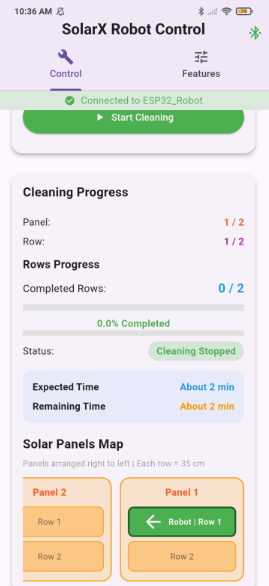 10:36 AM
SolarX Robot Control
Control
Features
Connected to ESP32_Robot
Start Cleaning
Cleaning Progress
Panel: 1 / 2
Row: 1 / 2
Rows Progress
Completed Rows: 0 / 2
0.0% Completed
Status: Cleaning Stopped
Expected Time About 2 min
Remaining Time About 2 min
Solar Panels Map
Panels arranged right to left | Each row = 35 cm
Panel 2 Panel 1
Row 1 Robot | Row 1
Row 2 Row 2